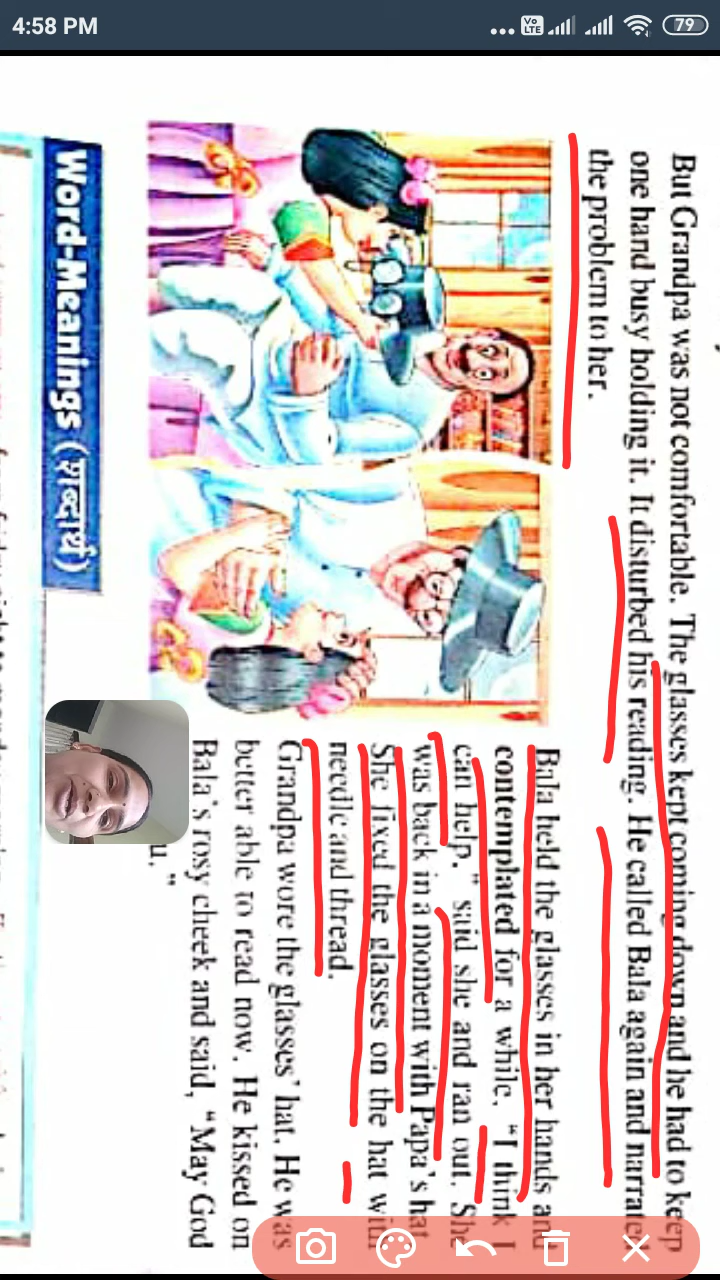 4:58 PM
Vo LTE
79
But Grandpa was not comfortable. The glasses kept coming down and he had to keep
one hand busy holding it. It disturbed his reading. He called Bala again and narrated
the problem to her.
Bala held the glasses in her hands and
contemplated for a while. “I think I
can help.” said she and ran out. She
was back in a moment with Papa’s hat
She fixed the glasses on the hat with
needle and thread.
Grandpa wore the glasses’ hat. He was
better able to read now. He kissed on
Bala’s rosy cheek and said, “May God
u.”
Word-Meanings (शब्दार्थ)